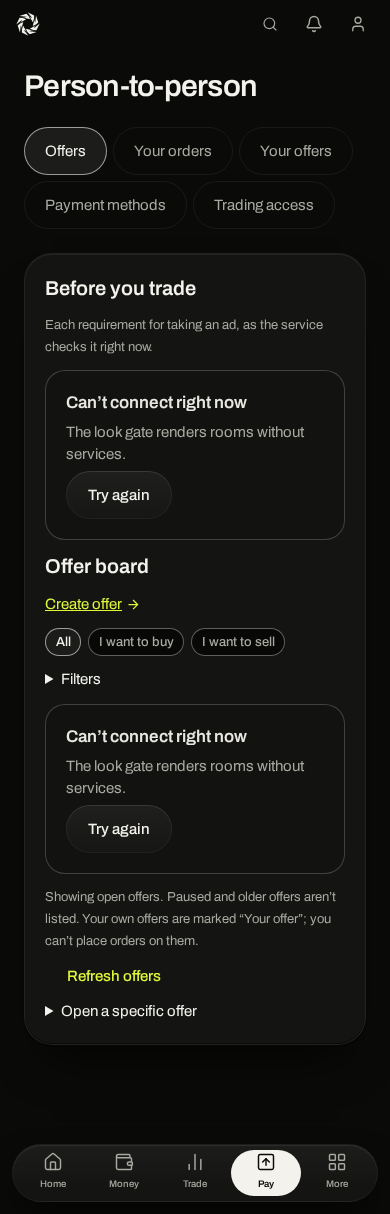 Person-to-person
Offers
Your orders
Your offers
Payment methods
Trading access
Before you trade
Each requirement for taking an ad, as the service
checks it right now.
Can’t connect right now
The look gate renders rooms without
services.
Try again
Offer board
Create offer →
All
I want to buy
I want to sell
Filters
Can’t connect right now
The look gate renders rooms without
services.
Try again
Showing open offers. Paused and older offers aren’t
listed. Your own offers are marked “Your offer”; you
can’t place orders on them.
Refresh offers
Open a specific offer
Home
Money
Trade
Pay
More